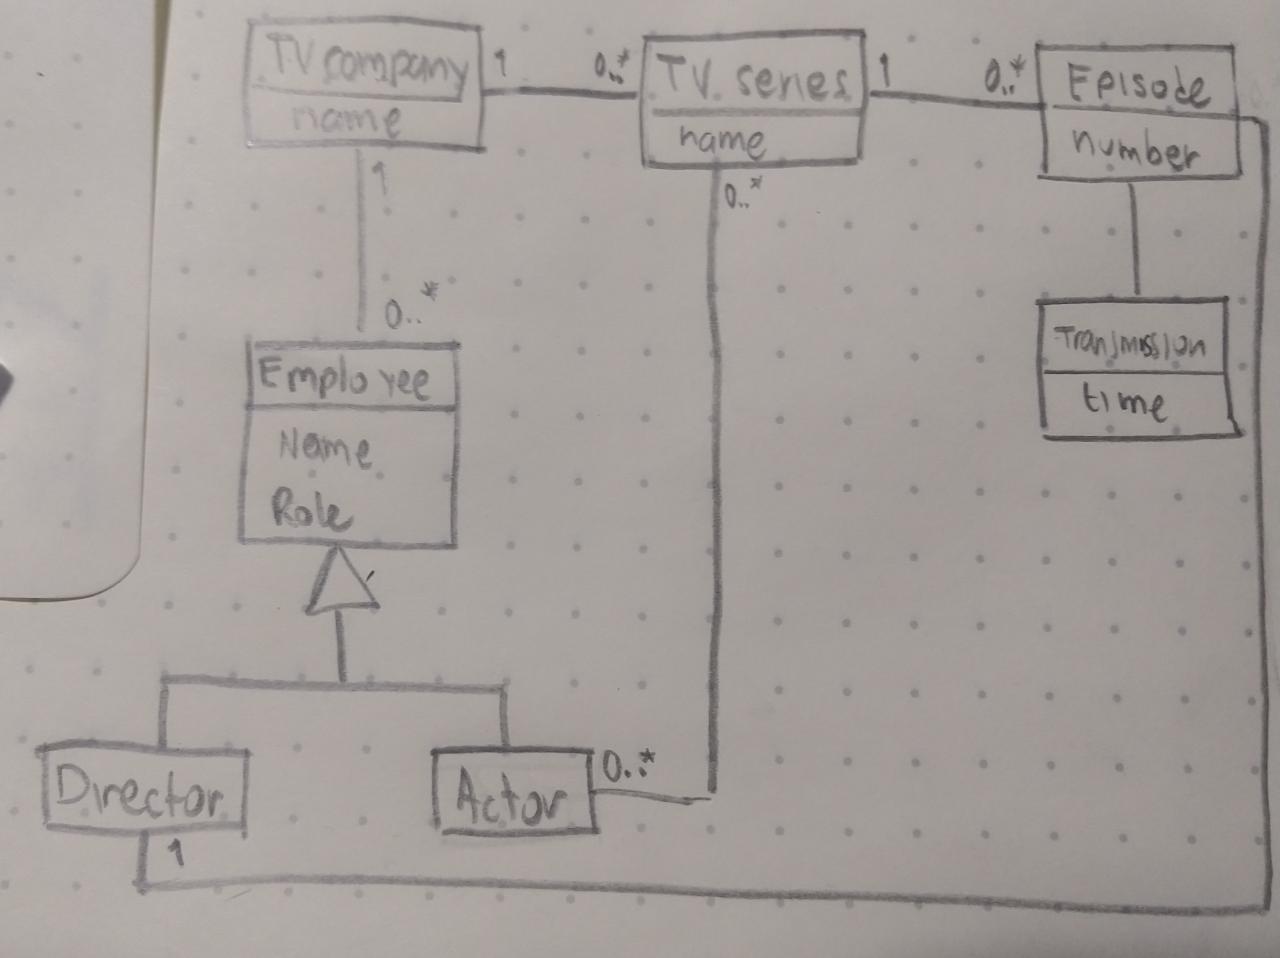 TV company
name
1
0..*
TV series
name
1
0..*
Episode
number
1
0..*
0..*
Transmission
time
Employee
Name
Role
Director
1
Actor
0..*